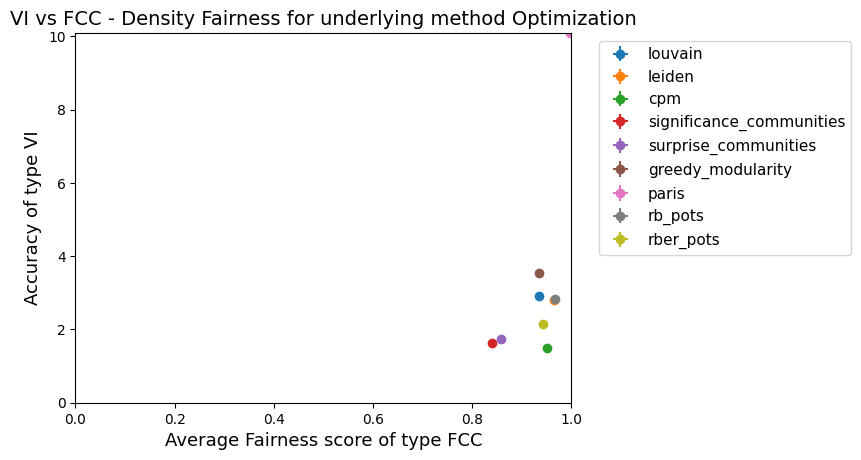 VI vs FCC - Density Fairness for underlying method Optimization
10
8
6
4
2
0
Accuracy of type VI
0.0 0.2 0.4 0.6 0.8 1.0
Average Fairness score of type FCC
louvain
leiden
cpm
significance_communities
surprise_communities
greedy_modularity
paris
rb_pots
rber_pots